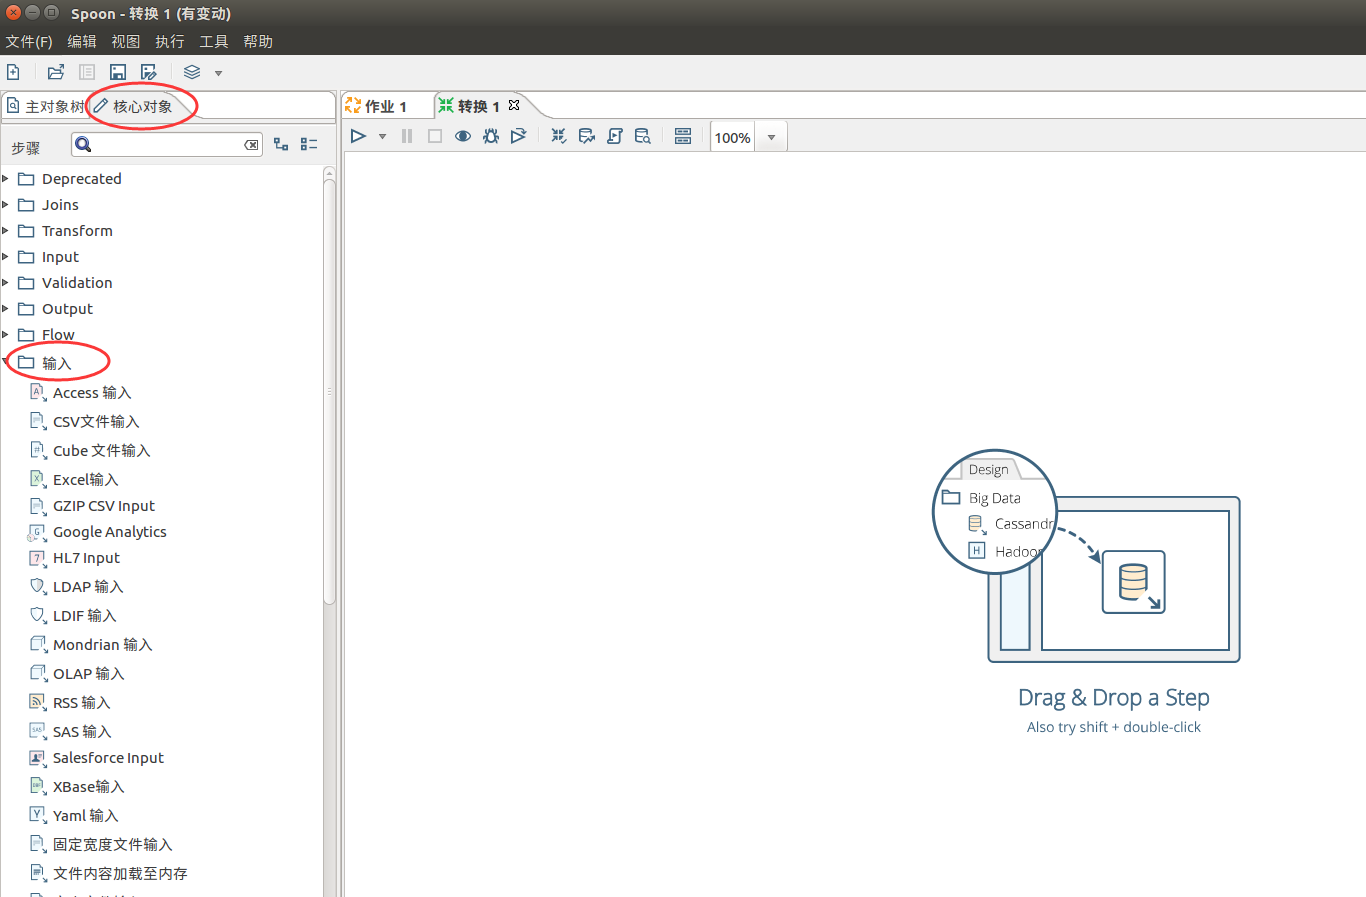 Spoon - 转换 1 (有变动)
文件(F) 编辑 视图 执行 工具 帮助
主对象树 核心对象
作业 1 转换 1
步骤
100%
Deprecated
Joins
Transform
Input
Validation
Output
Flow
输入
Access 输入
CSV文件输入
Cube 文件输入
Excel输入
GZIP CSV Input
Google Analytics
HL7 Input
LDAP 输入
LDIF 输入
Mondrian 输入
OLAP 输入
RSS 输入
SAS 输入
Salesforce Input
XBase输入
Yaml 输入
固定宽度文件输入
文件内容加载至内存
Design
Big Data
Cassandr
Hadoop
Drag & Drop a Step
Also try shift + double-click